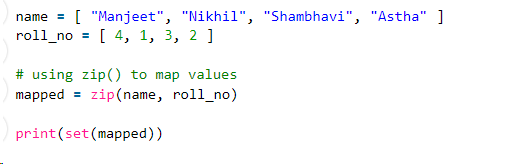 name = [ "Manjeet", "Nikhil", "Shambhavi", "Astha" ]
roll_no = [ 4, 1, 3, 2 ]
# using zip() to map values
mapped = zip(name, roll_no)
print(set(mapped))